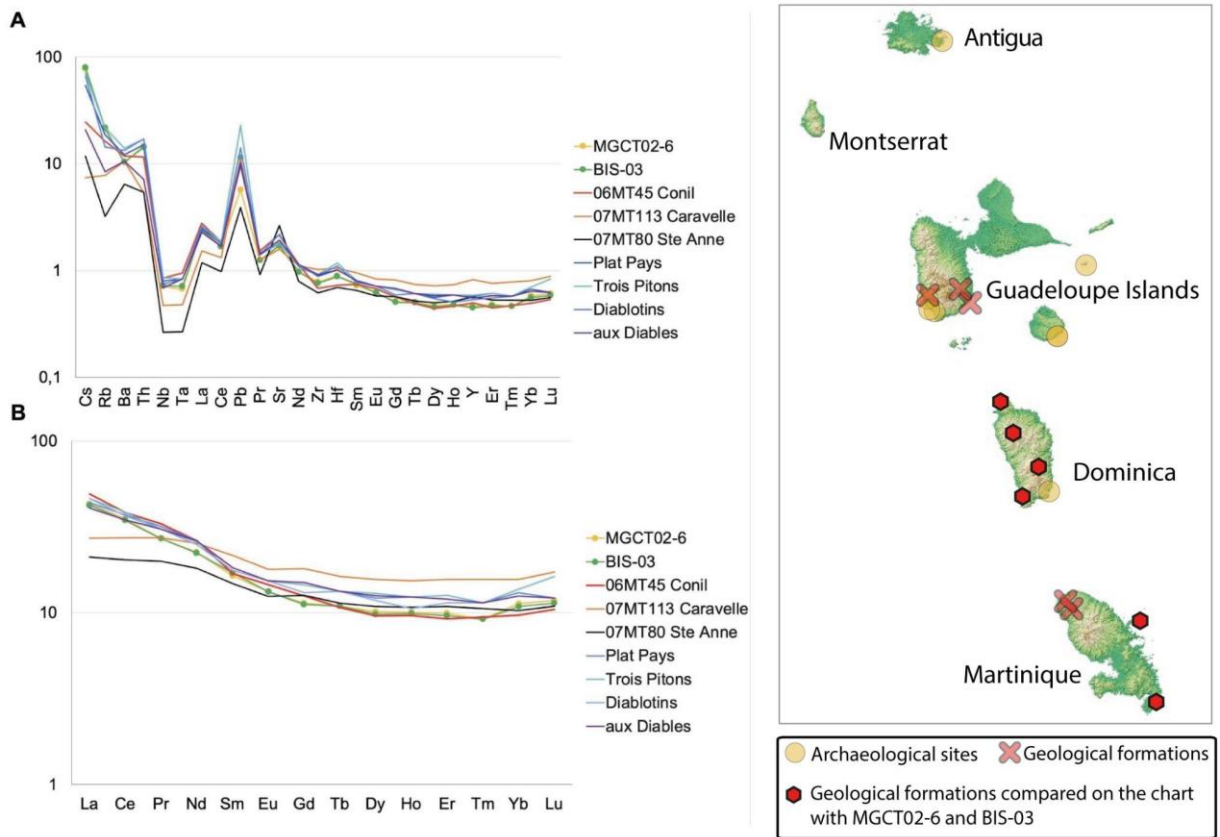 A
100
10
1
0,1
Cs Rb Ba Th Nb Ta La Ce Pb Pr Sr Nd Zr Hf Sm Eu Gd Tb Dy Ho Y Er Tm Yb Lu
MGCT02-6
BIS-03
06MT45 Conil
07MT113 Caravelle
07MT80 Ste Anne
Plat Pays
Trois Pitons
Diablotins
aux Diables
B
100
10
1
La Ce Pr Nd Sm Eu Gd Tb Dy Ho Er Tm Yb Lu
MGCT02-6
BIS-03
06MT45 Conil
07MT113 Caravelle
07MT80 Ste Anne
Plat Pays
Trois Pitons
Diablotins
aux Diables
Antigua
Montserrat
Guadeloupe Islands
Dominica
Martinique
Archaeological sites
Geological formations
Geological formations compared on the chart
with MGCT02-6 and BIS-03